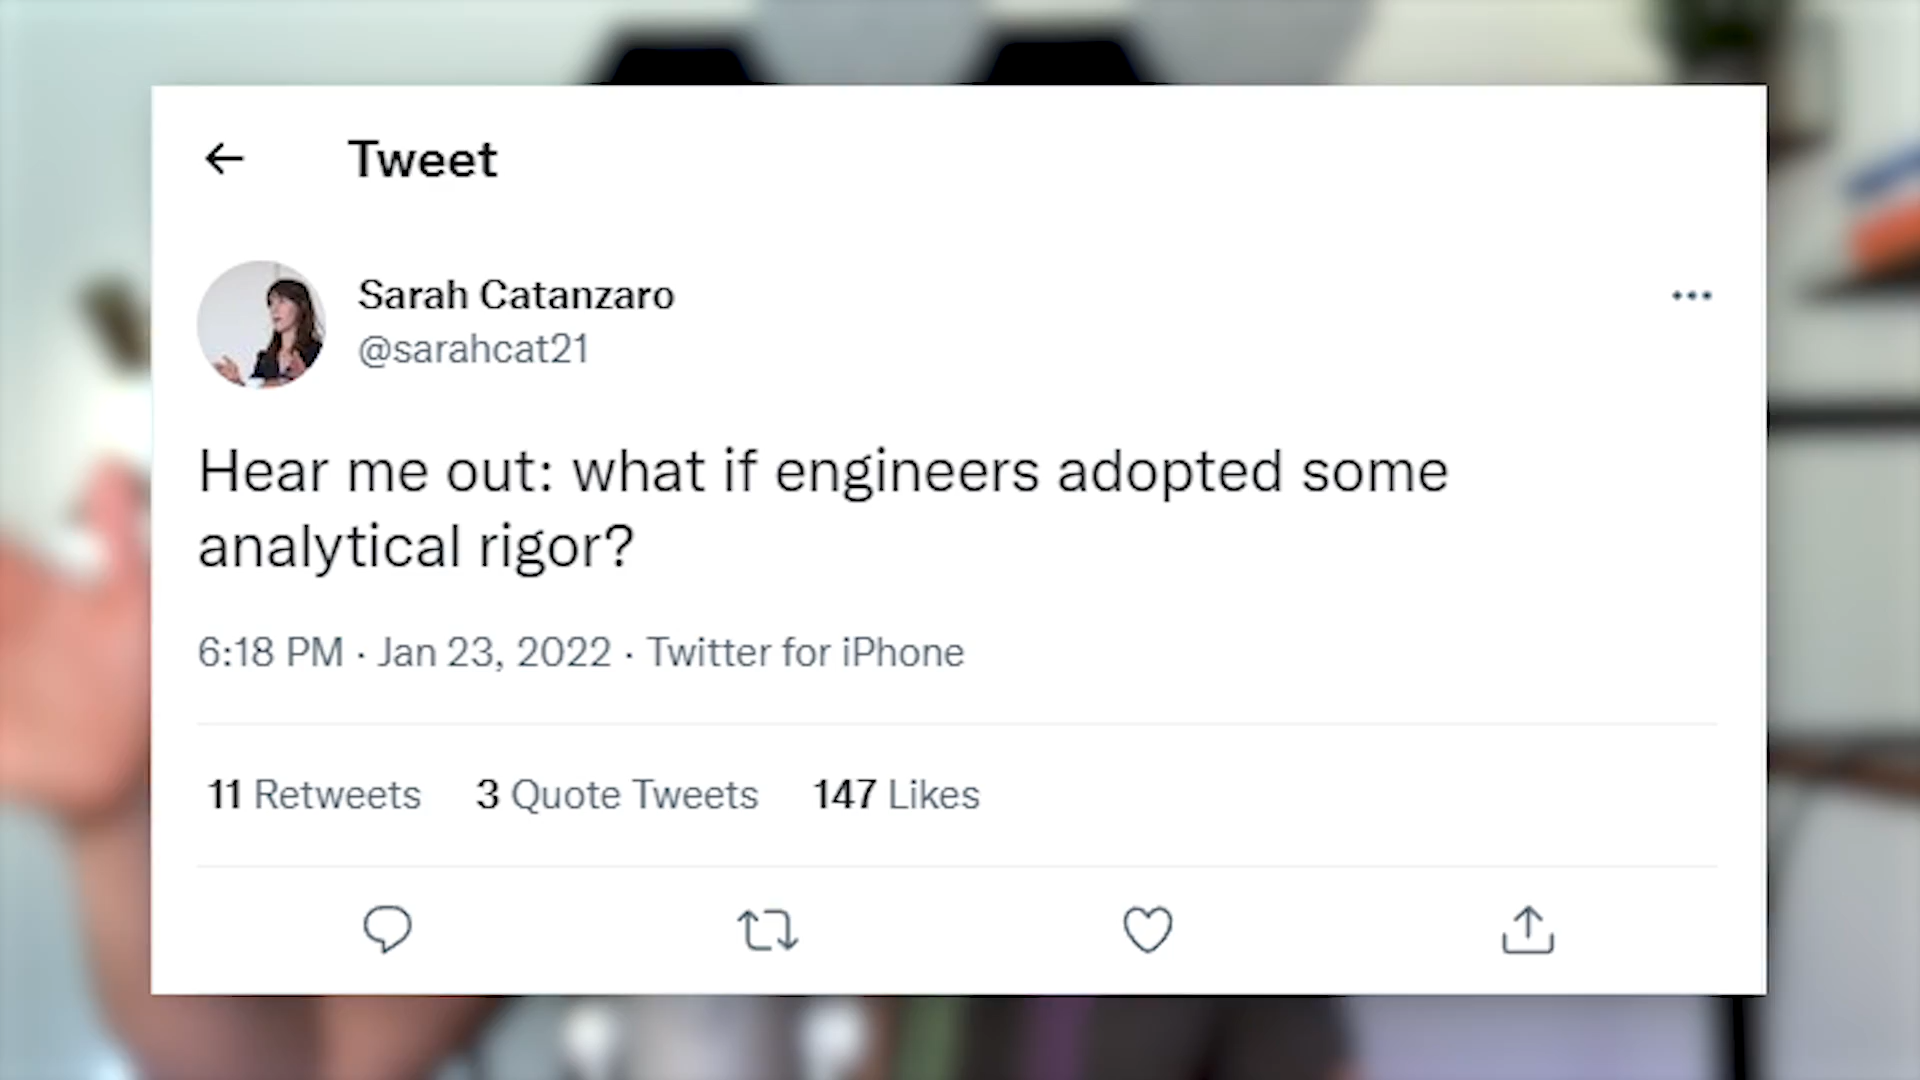 Tweet
Sarah Catanzaro
@sarahcat21
Hear me out: what if engineers adopted some
analytical rigor?
6:18 PM · Jan 23, 2022 · Twitter for iPhone
11 Retweets 3 Quote Tweets 147 Likes